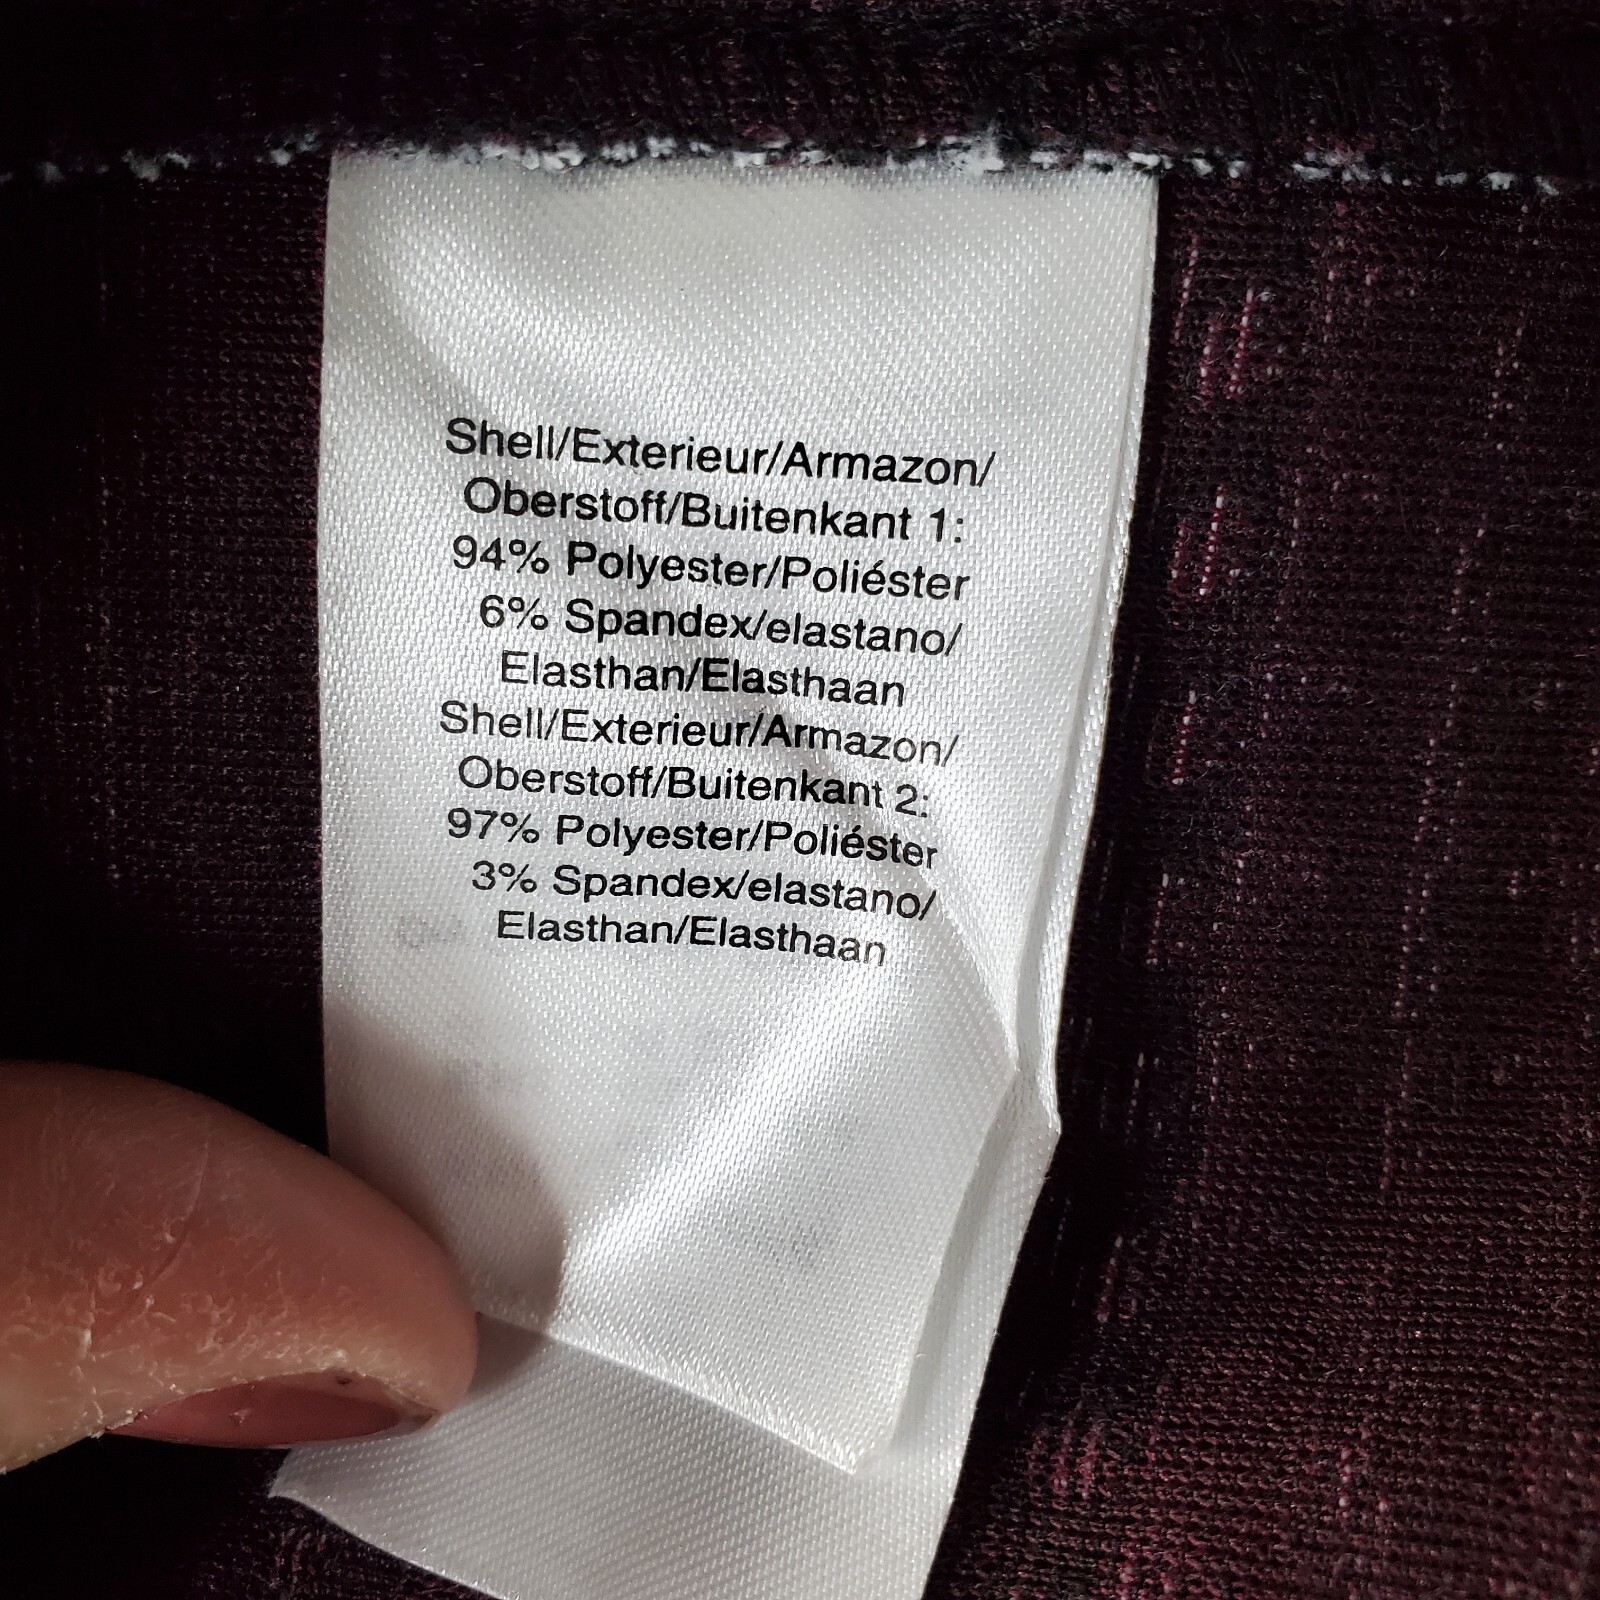 Shell/Exterieur/Armazon/
Oberstoff/Buitenkant 1:
94% Polyester/Poliéster
6% Spandex/elastano/
Elasthan/Elasthaan
Shell/Exterieur/Armazon/
Oberstoff/Buitenkant 2:
97% Polyester/Poliéster
3% Spandex/elastano/
Elasthan/Elasthaan